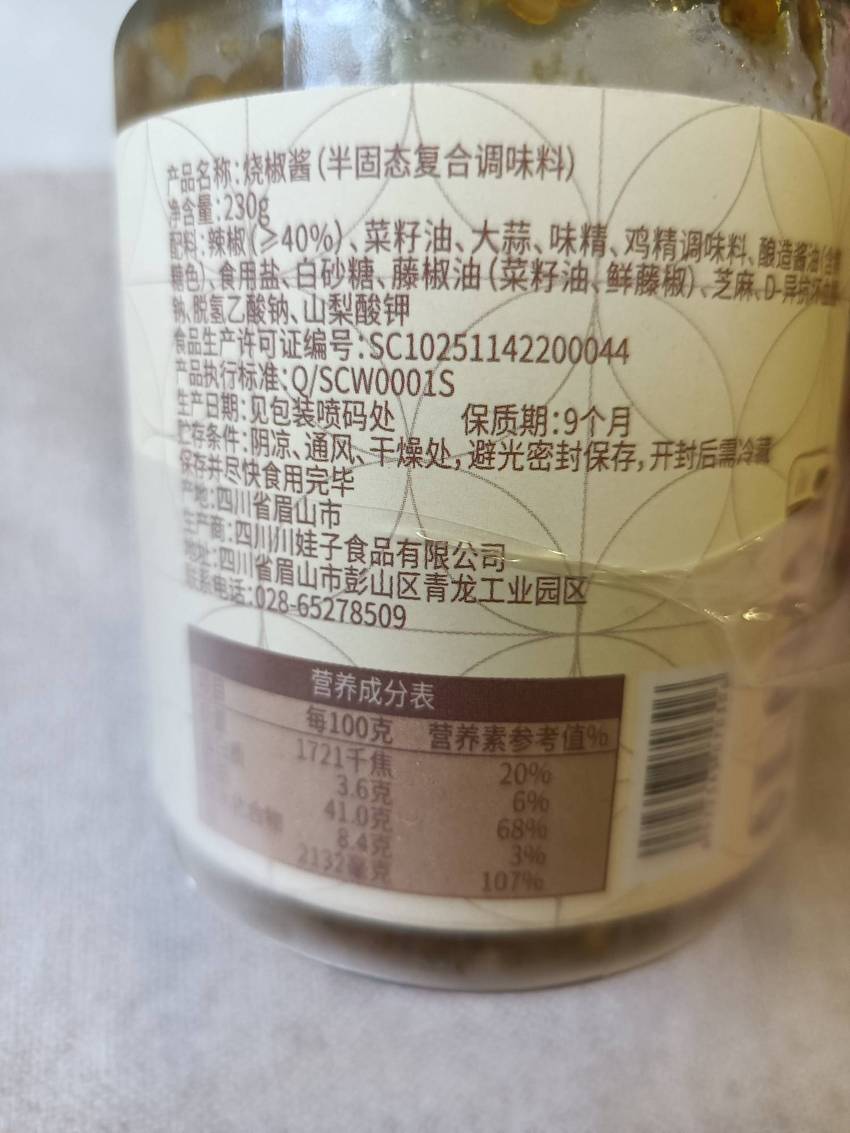 产品名称:烧椒酱(半固态复合调味料)
净含量:230g
配料:辣椒(≥40%)、菜籽油、大蒜、味精、鸡精调味料、酿造酱油(含
糖色)、食用盐、白砂糖、藤椒油(菜籽油、鲜藤椒)、芝麻、D-异抗坏血酸
钠、脱氢乙酸钠、山梨酸钾
食品生产许可证编号:SC10251142200044
产品执行标准:Q/SCW0001S
生产日期:见包装喷码处 保质期:9个月
贮存条件:阴凉、通风、干燥处,避光密封保存,开封后需冷藏
保存并尽快食用完毕
产地:四川省眉山市
生产商:四川川娃子食品有限公司
地址:四川省眉山市彭山区青龙工业园区
联系电话:028-65278509
营养成分表
每100克 营养素参考值%
1721千焦 20%
3.6克 6%
41.0克 68%
8.4克 3%
2132毫克 107%